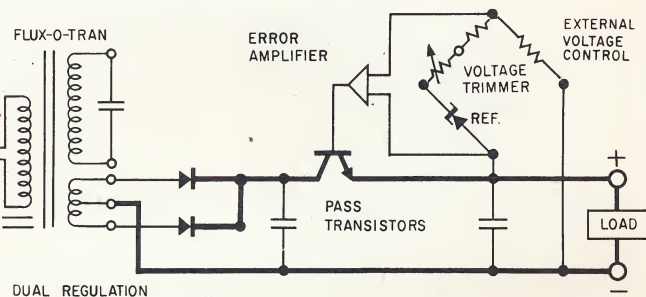 FLUX-O-TRAN
ERROR
AMPLIFIER
EXTERNAL
VOLTAGE
CONTROL
VOLTAGE
TRIMMER
REF.
PASS
TRANSISTORS
+
LOAD
−
DUAL REGULATION